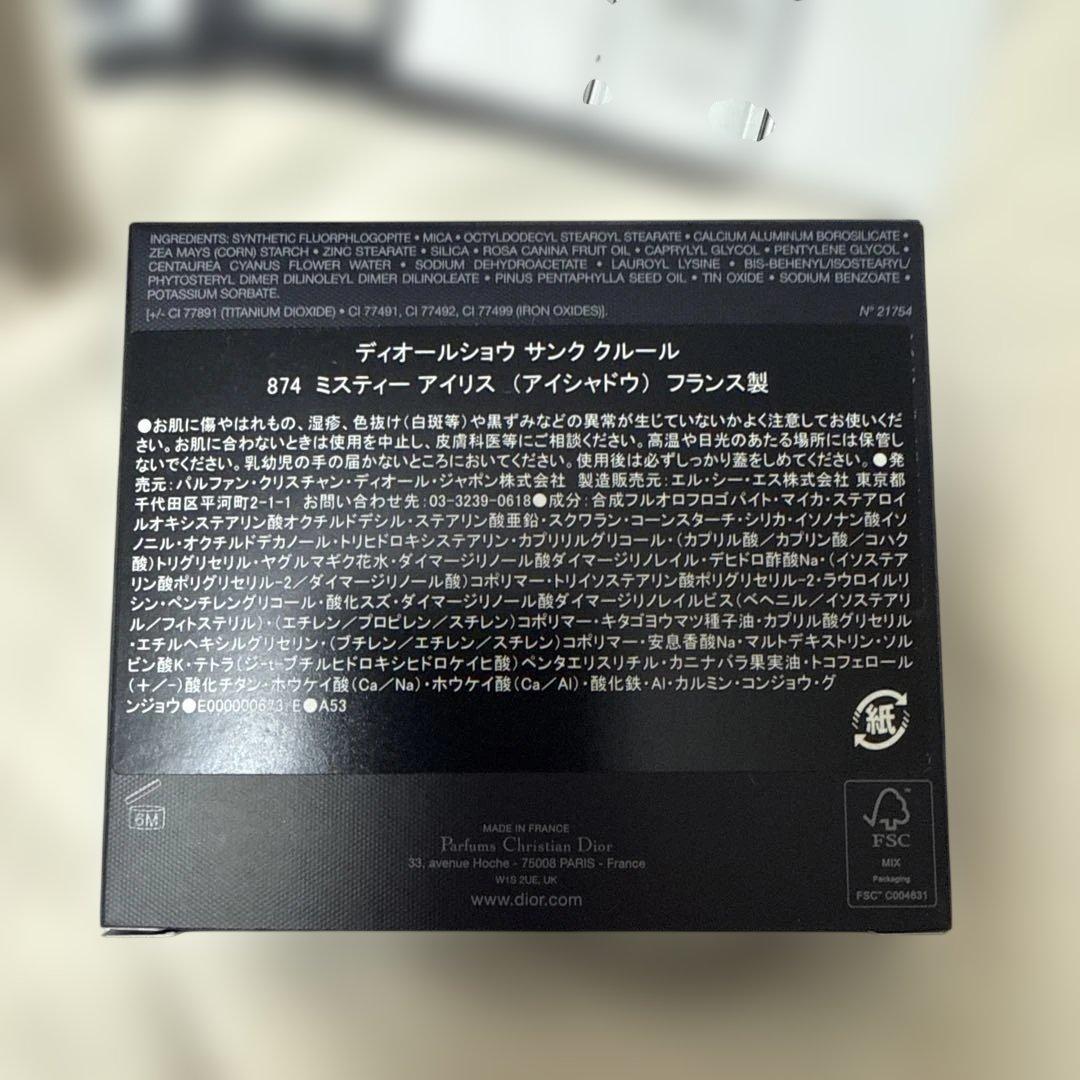 INGREDIENTS: SYNTHETIC FLUORPHLOGOPITE • MICA • OCTYLDODECYL STEAROYL STEARATE • CALCIUM ALUMINUM BOROSILICATE •
ZEA MAYS (CORN) STARCH • ZINC STEARATE • SILICA • ROSA CANINA FRUIT OIL • CAPRYLYL GLYCOL • PENTYLENE GLYCOL •
CENTAUREA CYANUS FLOWER WATER • SODIUM DEHYDROACETATE • LAUROYL LYSINE • BIS-BEHENYL/ISOSTEARYL/
PHYTOSTERYL DIMER DILINOLEYL DIMER DILINOLEATE • PINUS PENTAPHYLLA SEED OIL • TIN OXIDE • SODIUM BENZOATE •
POTASSIUM SORBATE.
[+/- CI 77891 (TITANIUM DIOXIDE) • CI 77491, CI 77492, CI 77499 (IRON OXIDES)]. N° 21754
ディオールショウ サンク クルール
874 ミスティー アイリス (アイシャドウ) フランス製
●お肌に傷やはれもの、湿疹、色抜け(白斑等)や黒ずみなどの異常が生じていないかよく注意してお使いくだ
さい。お肌に合わないときは使用を中止し、皮膚科医等にご相談ください。高温や日光のあたる場所には保管し
ないでください。乳幼児の手の届かないところにおいてください。使用後は必ずしっかり蓋をしめてください。●発
売元:パルファン・クリスチャン・ディオール・ジャポン株式会社 製造販売元:エル・シー・エス株式会社 東京都
千代田区平河町2-1-1 お問い合わせ先:03-3239-0618●成分:合成フルオロフロゴパイト・マイカ・ステアロイ
ルオキシステアリン酸オクチルドデシル・ステアリン酸亜鉛・スクワラン・コーンスターチ・シリカ・イソノナン酸イソ
ノニル・オクチルドデカノール・トリヒドロキシステアリン・カプリリルグリコール・(カプリル酸/カプリン酸/コハク
酸)トリグリセリル・ヤグルマギク花水・ダイマージリノール酸ダイマージリノレイル・デヒドロ酢酸Na・(イソステア
リン酸ポリグリセリル-2/ダイマージリノール酸)コポリマー・トリイソステアリン酸ポリグリセリル-2・ラウロイルリ
シン・ペンチレングリコール・酸化スズ・ダイマージリノール酸ダイマージリノレイルビス(ベヘニル/イソステアリ
ル/フィトステリル)・(エチレン/プロピレン/スチレン)コポリマー・キタゴヨウマツ種子油・カプリル酸グリセリル
・エチルヘキシルグリセリン・(ブチレン/エチレン/スチレン)コポリマー・安息香酸Na・マルトデキストリン・ソル
ビン酸K・テトラ(ジ-t-ブチルヒドロキシヒドロケイヒ酸)ペンタエリスリチル・カニナバラ果実油・トコフェロール
(+/-)酸化チタン・ホウケイ酸(Ca/Na)・ホウケイ酸(Ca/Al)・酸化鉄・Al・カルミン・コンジョウ・グ
ンジョウ●E000000673 E●A53
紙
6M
MADE IN FRANCE
Parfums Christian Dior
33, avenue Hoche - 75008 PARIS - France
W1S 2UE, UK
www.dior.com
FSC
MIX
Packaging
FSC™ C004631